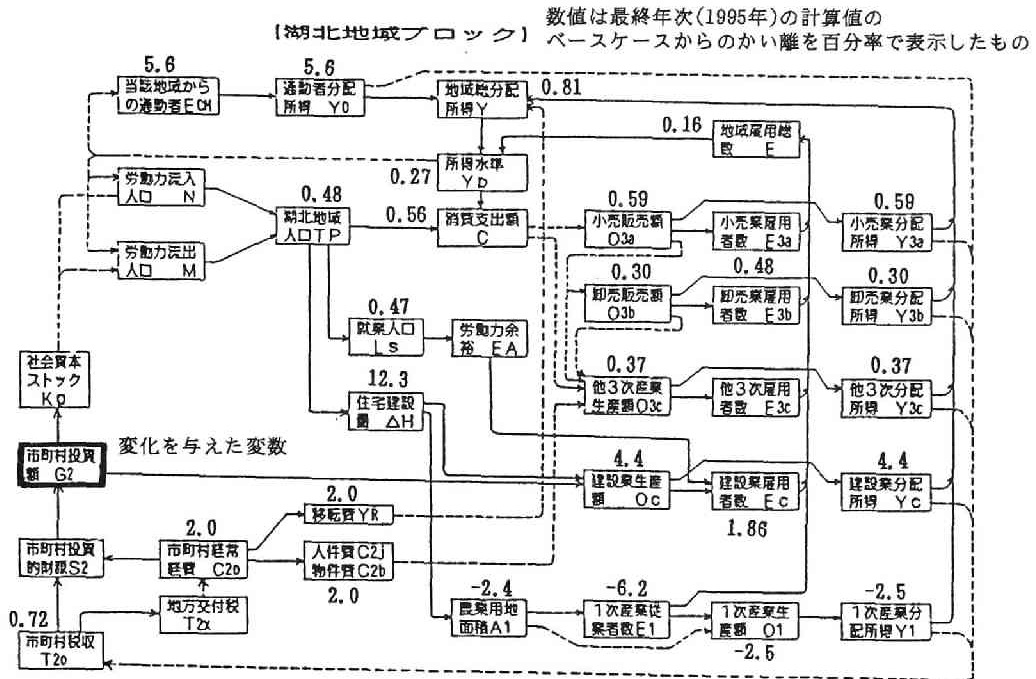 【湖北地域ブロック】
数値は最終年次(1995年)の計算値の
ベースケースからのかい離を百分率で表示したもの
5.6
当該地域から
の通勤者ECM
5.6
通勤者分配
所得 YO
地域総分配
所得 Y
0.81
0.16
地域雇用総
数 E
0.27
所得水準
Yp
労働力流入
人口 N
0.48
湖北地域
人口TP
0.56
消費支出額
C
0.59
小売販売額
O3a
小売業雇用
者数 E3a
0.59
小売業分配
所得 Y3a
労働力流出
人口 M
0.30
卸売販売額
O3b
0.48
卸売業雇用
者数 E3b
0.30
卸売業分配
所得 Y3b
0.47
就業人口
Ls
労働力余
裕 EA
社会資本
ストック
Kp
12.3
住宅建設
量 ΔH
0.37
他3次産業
生産額O3c
他3次雇用
者数 E3c
0.37
他3次分配
所得 Y3c
市町村投資
額 G2
変化を与えた変数
4.4
建設業生産
額 Oc
建設業雇用
者数 Ec
1.86
4.4
建設業分配
所得 Yc
2.0
移転費YR
市町村投資
的財源S2
2.0
市町村経常
経費 C2o
人件費C2j
物件費C2b
2.0
地方交付税
T2x
0.72
市町村税収
T2o
-2.4
農業用地
面積A1
-6.2
1次産業従
業者数E1
1次産業生
産額 O1
-2.5
-2.5
1次産業分
配所得Y1